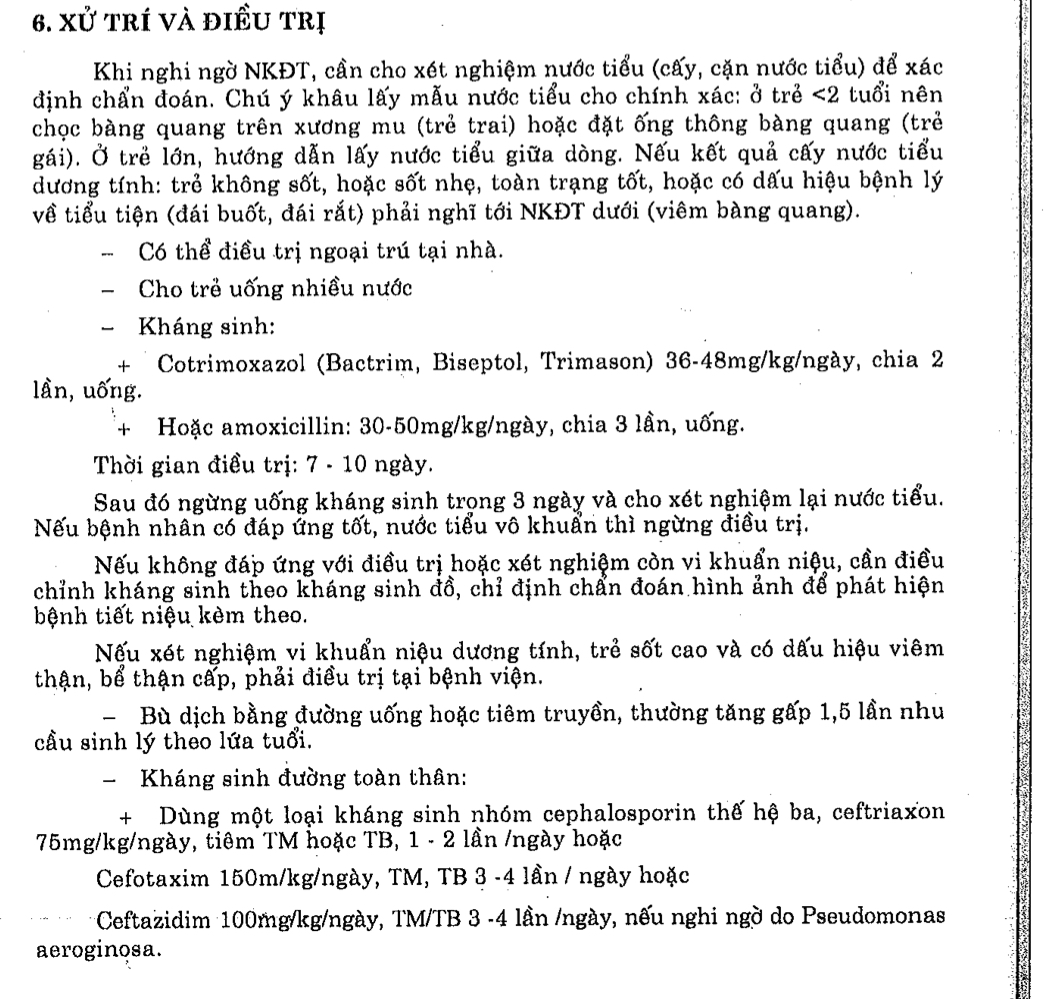 6. XỬ TRÍ VÀ ĐIỀU TRỊ
Khi nghi ngờ NKĐT, cần cho xét nghiệm nước tiểu (cấy, cặn nước tiểu) để xác
định chẩn đoán. Chú ý khâu lấy mẫu nước tiểu cho chính xác: ở trẻ <2 tuổi nên
chọc bàng quang trên xương mu (trẻ trai) hoặc đặt ống thông bàng quang (trẻ
gái). Ở trẻ lớn, hướng dẫn lấy nước tiểu giữa dòng. Nếu kết quả cấy nước tiểu
dương tính: trẻ không sốt, hoặc sốt nhẹ, toàn trạng tốt, hoặc có dấu hiệu bệnh lý
về tiểu tiện (đái buốt, đái rắt) phải nghĩ tới NKĐT dưới (viêm bàng quang).
– Có thể điều trị ngoại trú tại nhà.
– Cho trẻ uống nhiều nước
– Kháng sinh:
+ Cotrimoxazol (Bactrim, Biseptol, Trimason) 36-48mg/kg/ngày, chia 2
lần, uống.
+ Hoặc amoxicillin: 30-50mg/kg/ngày, chia 3 lần, uống.
Thời gian điều trị: 7 - 10 ngày.
Sau đó ngừng uống kháng sinh trong 3 ngày và cho xét nghiệm lại nước tiểu.
Nếu bệnh nhân có đáp ứng tốt, nước tiểu vô khuẩn thì ngừng điều trị.
Nếu không đáp ứng với điều trị hoặc xét nghiệm còn vi khuẩn niệu, cần điều
chỉnh kháng sinh theo kháng sinh đồ, chỉ định chẩn đoán hình ảnh để phát hiện
bệnh tiết niệu kèm theo.
Nếu xét nghiệm vi khuẩn niệu dương tính, trẻ sốt cao và có dấu hiệu viêm
thận, bể thận cấp, phải điều trị tại bệnh viện.
– Bù dịch bằng đường uống hoặc tiêm truyền, thường tăng gấp 1,5 lần nhu
cầu sinh lý theo lứa tuổi.
– Kháng sinh đường toàn thân:
+ Dùng một loại kháng sinh nhóm cephalosporin thế hệ ba, ceftriaxon
75mg/kg/ngày, tiêm TM hoặc TB, 1 - 2 lần /ngày hoặc
Cefotaxim 150m/kg/ngày, TM, TB 3 -4 lần / ngày hoặc
Ceftazidim 100mg/kg/ngày, TM/TB 3 -4 lần /ngày, nếu nghi ngờ do Pseudomonas
aeroginosa.